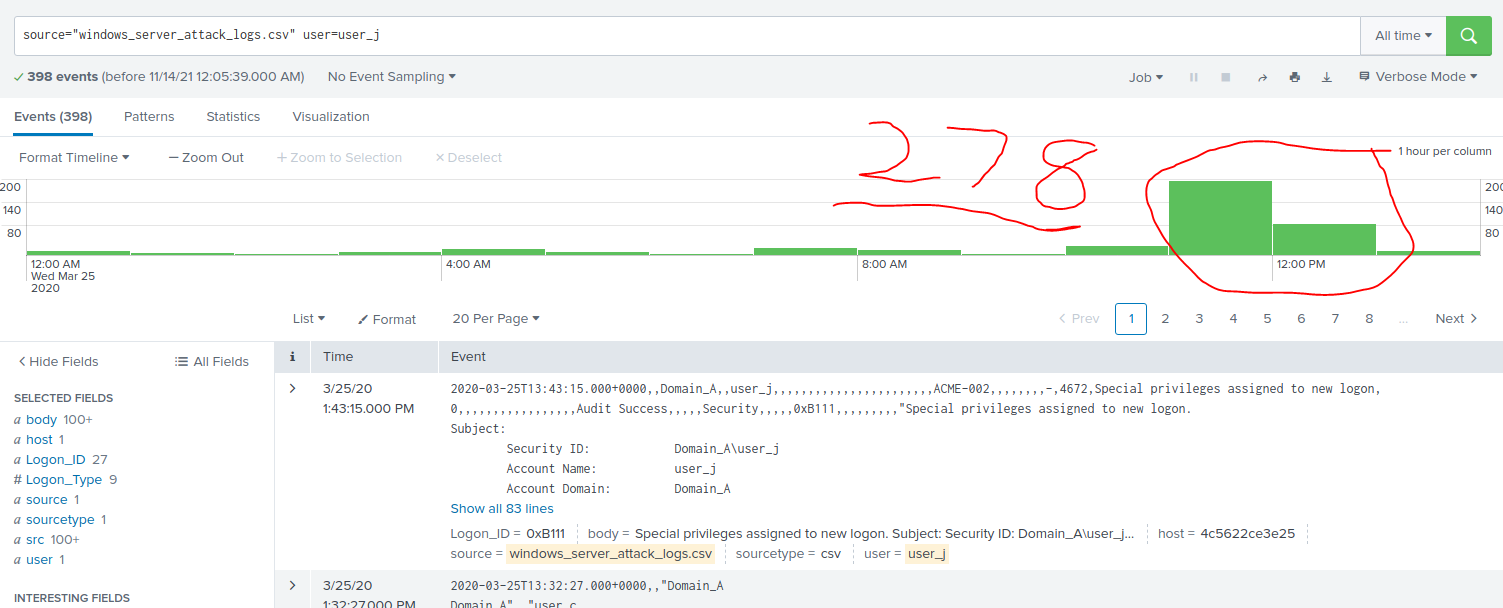 source="windows_server_attack_logs.csv" user=user_j
All time
398 events (before 11/14/21 12:05:39.000 AM) No Event Sampling
Job Verbose Mode
Events (398) Patterns Statistics Visualization
Format Timeline − Zoom Out + Zoom to Selection × Deselect
1 hour per column
278
200 200
140 140
80 80
12:00 AM 4:00 AM 8:00 AM 12:00 PM
Wed Mar 25
2020
List Format 20 Per Page < Prev 1 2 3 4 5 6 7 8 ... Next >
< Hide Fields All Fields
i Time Event
SELECTED FIELDS
a body 100+
a host 1
a Logon_ID 27
# Logon_Type 9
a source 1
a sourcetype 1
a src 100+
a user 1
INTERESTING FIELDS
> 3/25/20
1:43:15.000 PM
2020-03-25T13:43:15.000+0000,,Domain_A,,user_j,,,,,,,,,,,,,,,,,,,,,,,ACME-002,,,,,,,,-,4672,Special privileges assigned to new logon,
0,,,,,,,,,,,,,,,,,Audit Success,,,,,Security,,,,,0xB111,,,,,,,,,"Special privileges assigned to new logon.
Subject:
Security ID: Domain_A\user_j
Account Name: user_j
Account Domain: Domain_A
Show all 83 lines
Logon_ID = 0xB111 body = Special privileges assigned to new logon. Subject: Security ID: Domain_A\user_j... host = 4c5622ce3e25
source = windows_server_attack_logs.csv sourcetype = csv user = user_j
> 3/25/20
1:32:27.000 PM
2020-03-25T13:32:27.000+0000,,"Domain_A
Domain_A",,"user_c